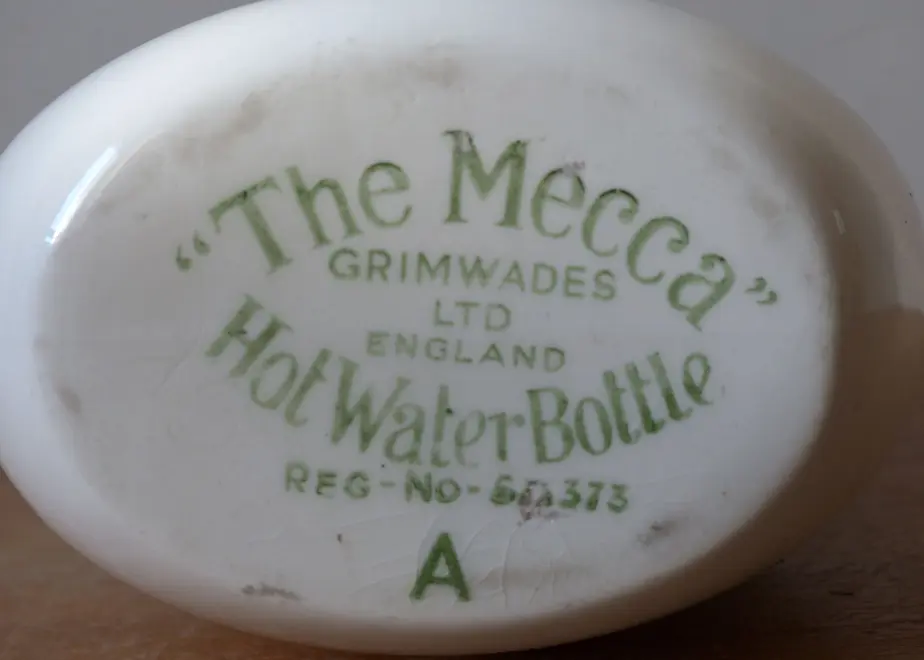 “The Mecca”
GRIMWADES
LTD
ENGLAND
Hot Water Bottle
REG-NO-
A